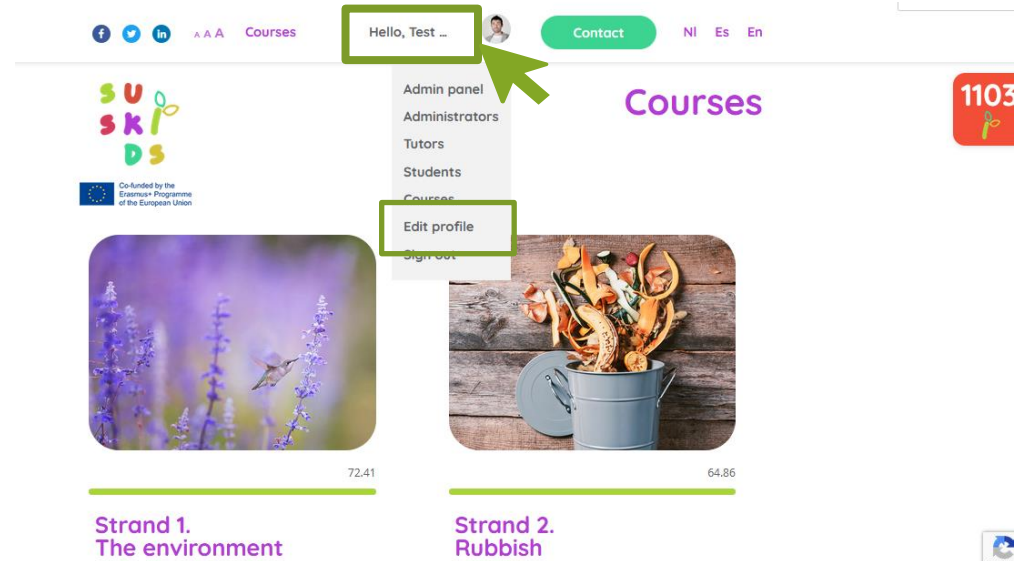 A A A Courses Hello, Test ... Contact Nl Es En
Admin panel
Administrators
Tutors
Students
Courses
Edit profile
Sign out
Courses
1103
SU
SKi
DS
Co-funded by the
Erasmus+ Programme
of the European Union
72.41
64.86
Strand 1.
The environment
Strand 2.
Rubbish